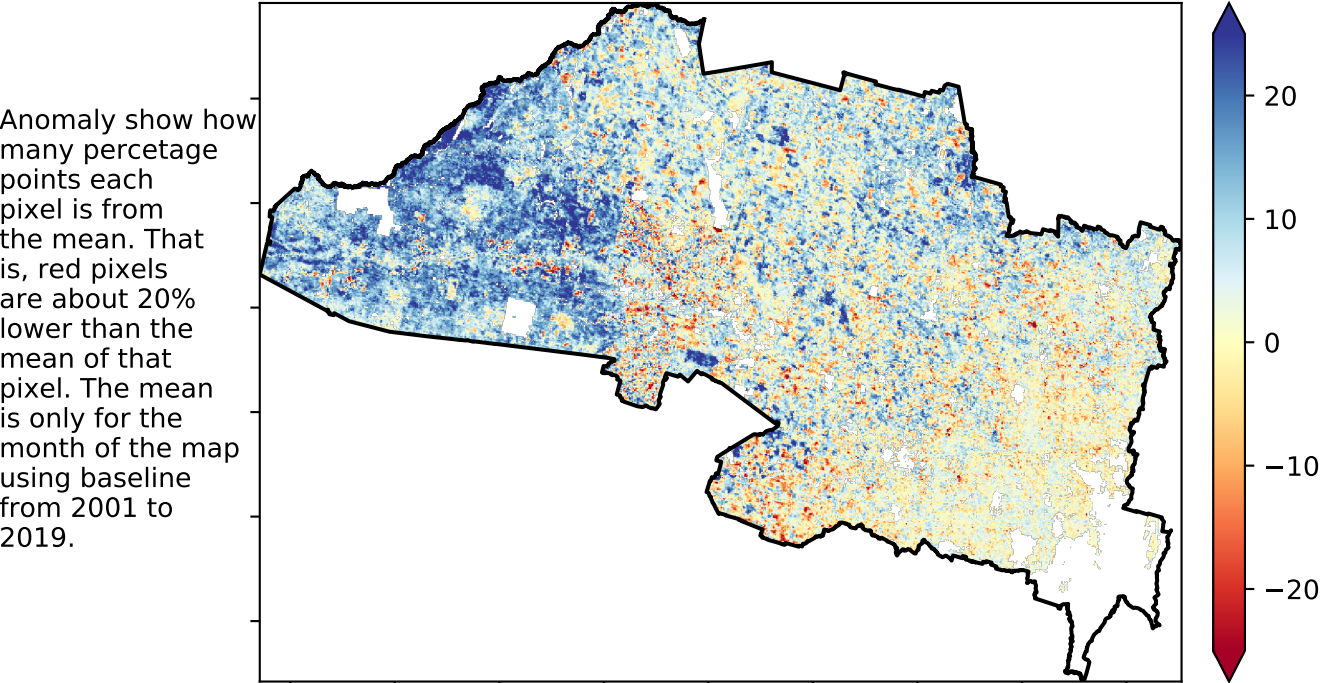 Anomaly show how
many percetage
points each
pixel is from
the mean. That
is, red pixels
are about 20%
lower than the
mean of that
pixel. The mean
is only for the
month of the map
using baseline
from 2001 to
2019.
20
10
0
−10
−20